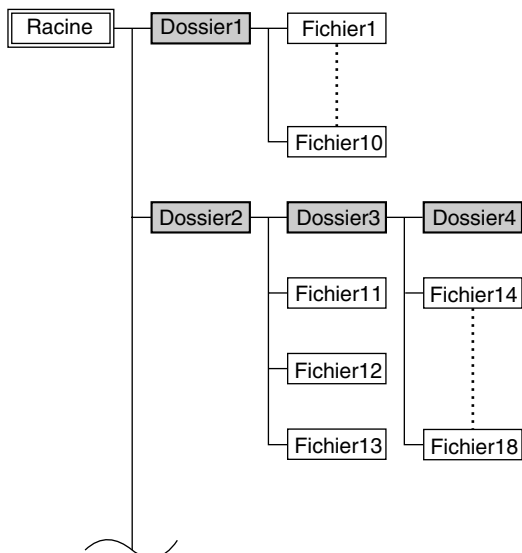 Racine Dossier1 Fichier1
Fichier10
Dossier2 Dossier3 Dossier4
Fichier11 Fichier14
Fichier12
Fichier13 Fichier18